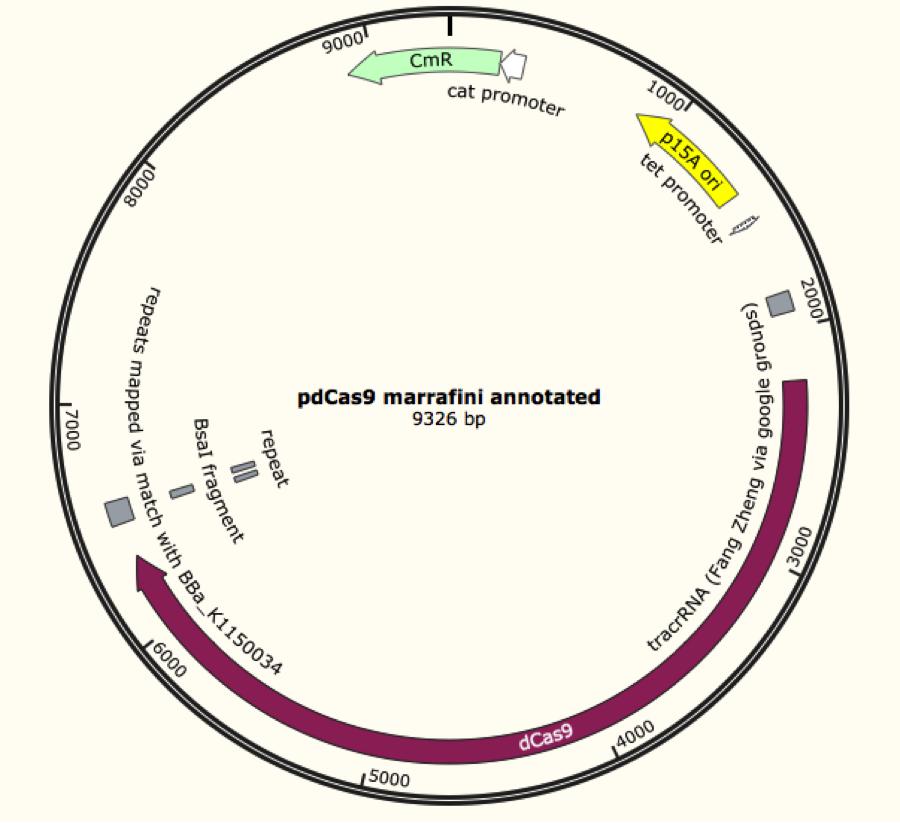 9000
CmR
cat promoter
1000
p15A ori
tet promoter
8000
2000
tracrRNA (Fang Zheng via google groups)
repeats mapped via match with BBa_K1150034
pdCas9 marrafini annotated
9326 bp
7000
BsaI fragment
repeat
3000
6000
dCas9
4000
5000